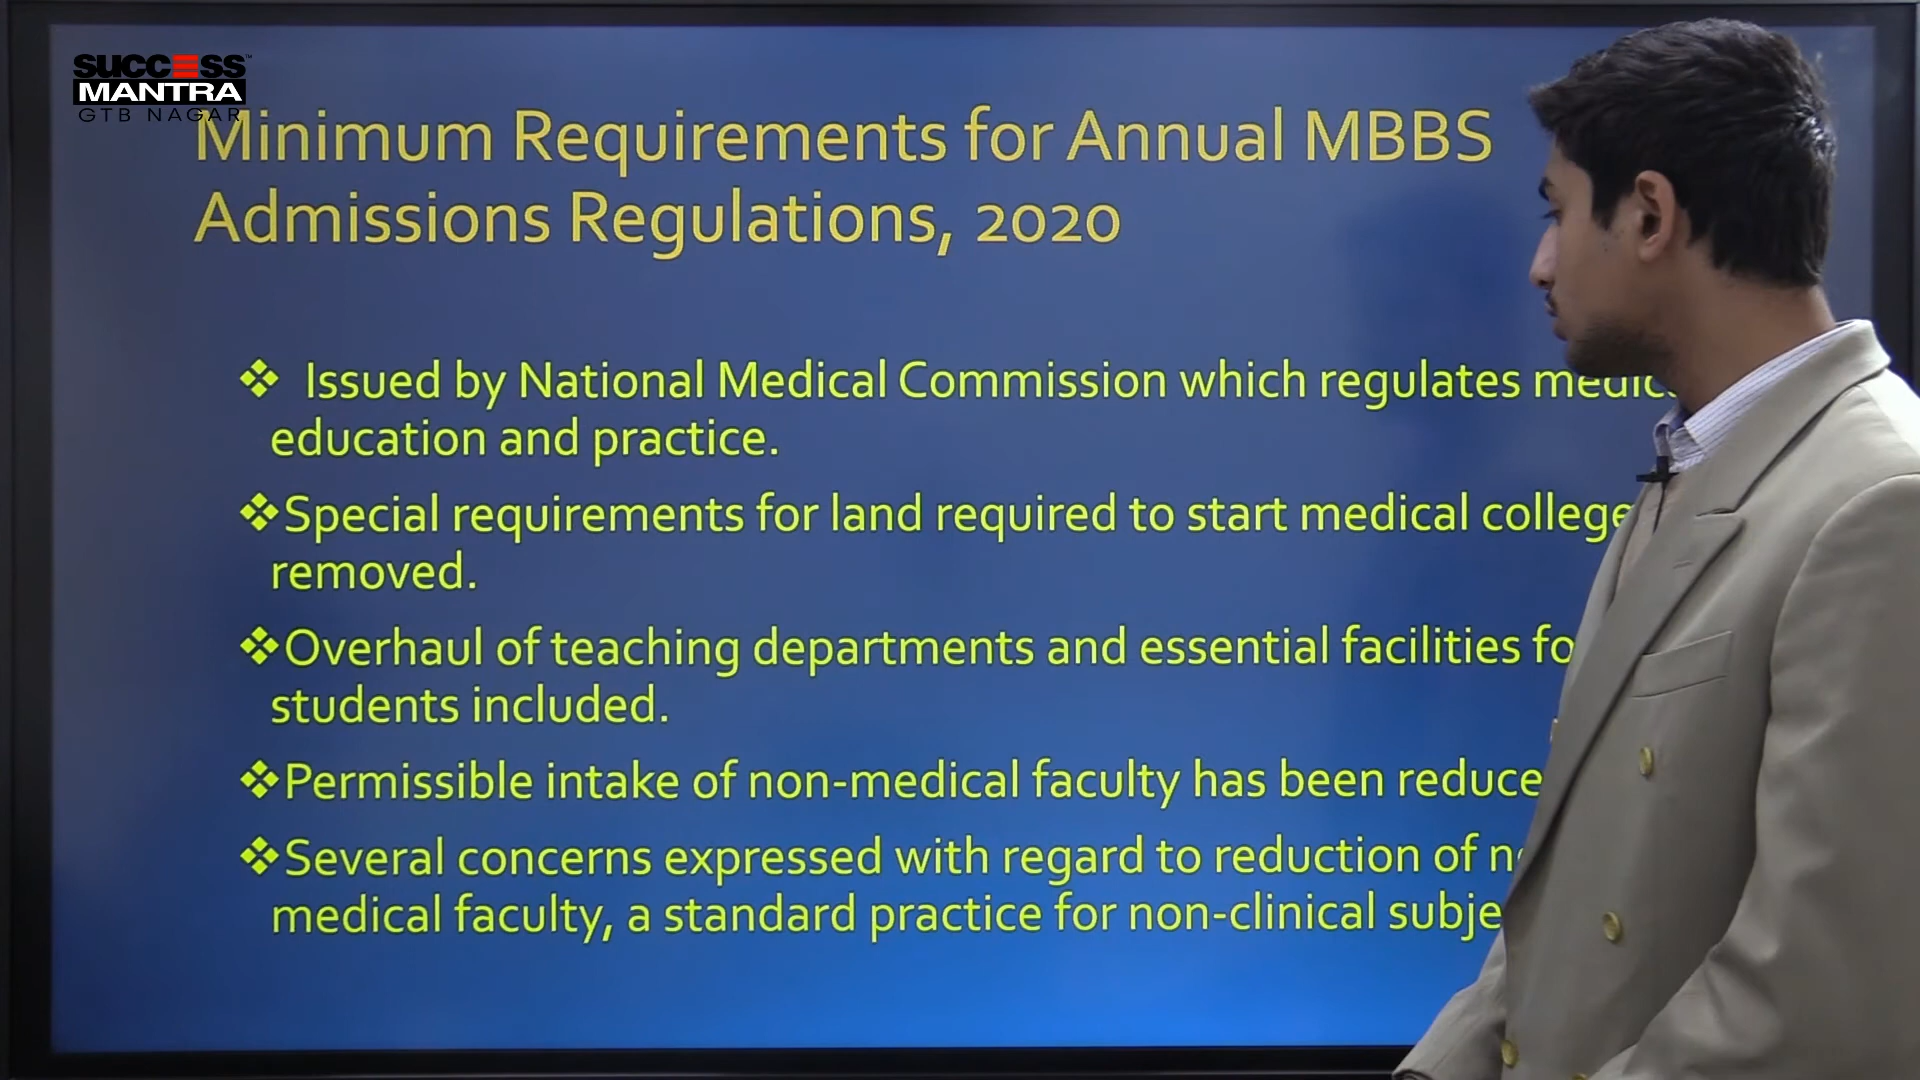 SUCCESS™
MANTRA
GTB NAGAR
Minimum Requirements for Annual MBBS
Admissions Regulations, 2020
❖ Issued by National Medical Commission which regulates
education and practice.
❖Special requirements for land required to start medical college
removed.
❖Overhaul of teaching departments and essential facilities
students included.
❖Permissible intake of non-medical faculty has been
❖Several concerns expressed with regard to reduction of
medical faculty, a standard practice for non-clinical